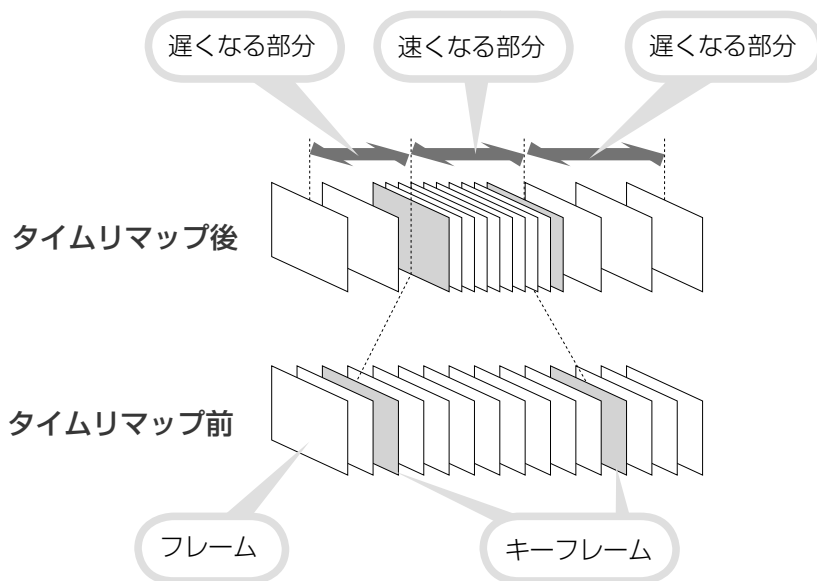 遅くなる部分
速くなる部分
遅くなる部分
タイムリマップ後
タイムリマップ前
フレーム
キーフレーム